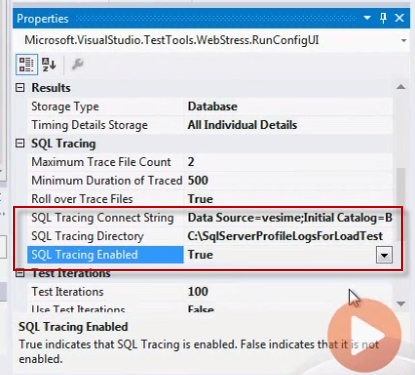 Properties
Microsoft.VisualStudio.TestTools.WebStress.RunConfigUI
Results
Storage Type Database
Timing Details Storage All Individual Details
SQL Tracing
Maximum Trace File Count 2
Minimum Duration of Traced 500
Roll over Trace Files True
SQL Tracing Connect String Data Source=vesime;Initial Catalog=B
SQL Tracing Directory C:\SqlServerProfileLogsForLoadTest
SQL Tracing Enabled True
Test Iterations
Test Iterations 100
Use Test Iterations False
SQL Tracing Enabled
True indicates that SQL Tracing is enabled. False indicates that it is not
enabled.